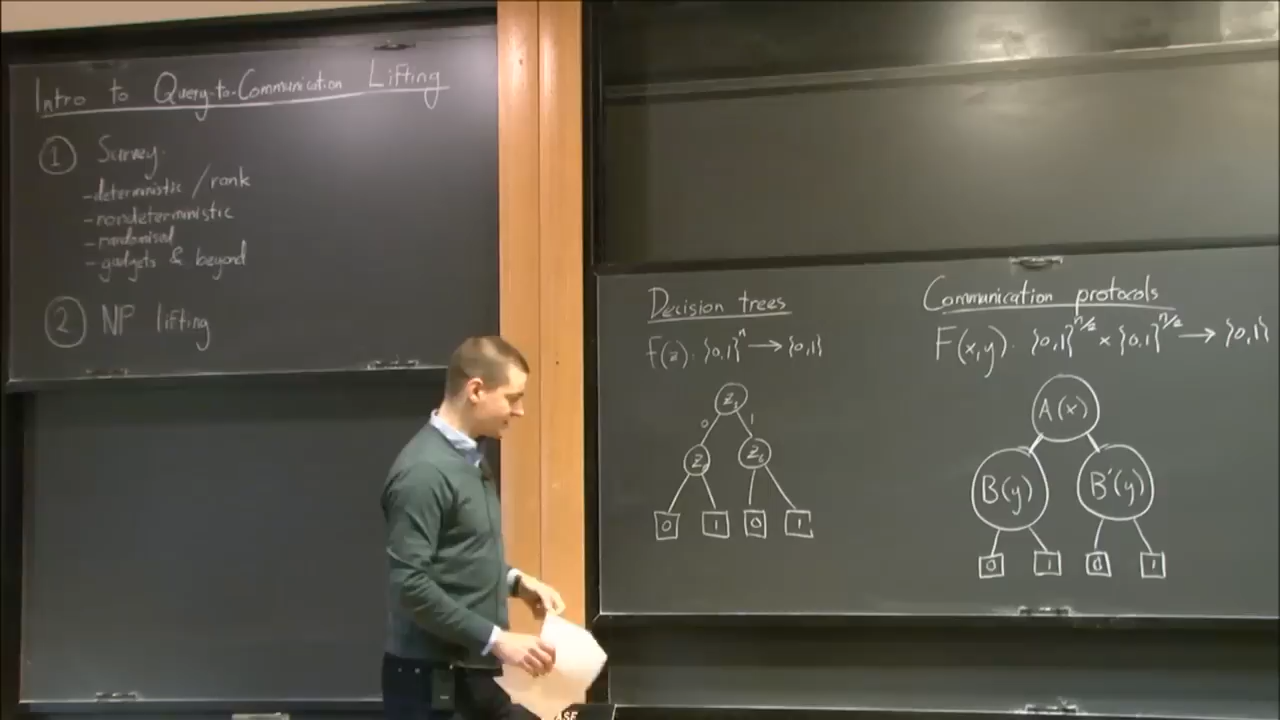 Intro to Query-to-Communication Lifting
① Survey
- deterministic / rank
- nondeterministic
- randomised
- gadgets & beyond
② NP lifting
Decision trees
f(z): {0,1}ⁿ → {0,1}
z₁
0 1
z₆
0 1 0 1
Communication protocols
F(x,y): {0,1}^{n/2} × {0,1}^{n/2} → {0,1}
A(x)
B(y) B'(y)
0 1 0 1